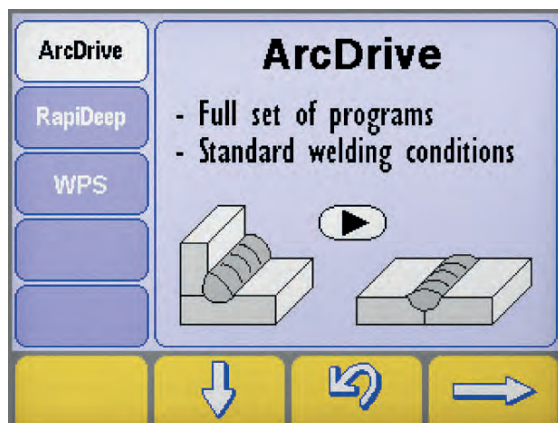 ArcDrive
RapiDeep
WPS
ArcDrive
- Full set of programs
- Standard welding conditions